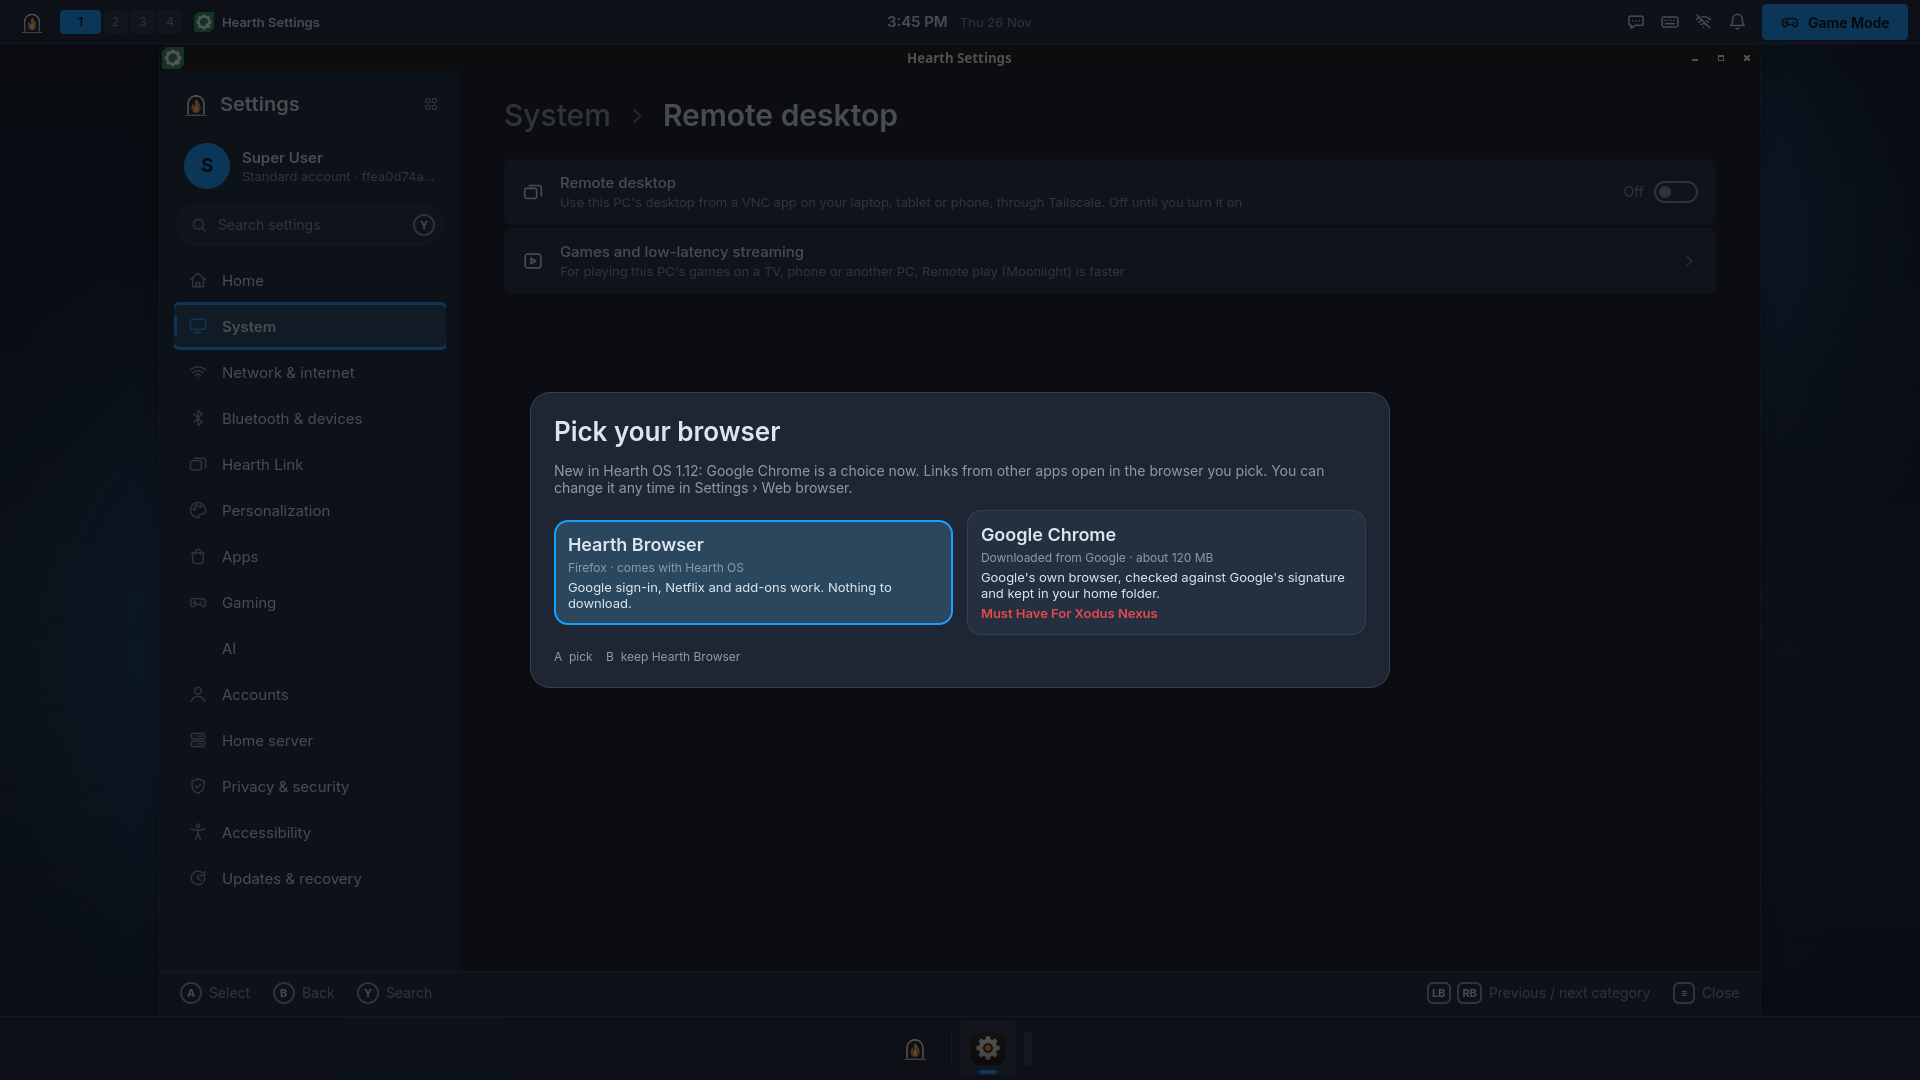 1 2 3 4 Hearth Settings 3:45 PM Thu 26 Nov Game Mode
Hearth Settings
Settings
S
Super User
Standard account · ffea0d74a...
Search settings Y
Home
System
Network & internet
Bluetooth & devices
Hearth Link
Personalization
Apps
Gaming
AI
Accounts
Home server
Privacy & security
Accessibility
Updates & recovery
System › Remote desktop
Remote desktop
Use this PC's desktop from a VNC app on your laptop, tablet or phone, through Tailscale. Off until you turn it on
Off
Games and low-latency streaming
For playing this PC's games on a TV, phone or another PC, Remote play (Moonlight) is faster
Pick your browser
New in Hearth OS 1.12: Google Chrome is a choice now. Links from other apps open in the browser you pick. You can
change it any time in Settings › Web browser.
Hearth Browser
Firefox · comes with Hearth OS
Google sign-in, Netflix and add-ons work. Nothing to
download.
Google Chrome
Downloaded from Google · about 120 MB
Google's own browser, checked against Google's signature
and kept in your home folder.
Must Have For Xodus Nexus
A pick B keep Hearth Browser
A Select B Back Y Search
LB RB Previous / next category ≡ Close